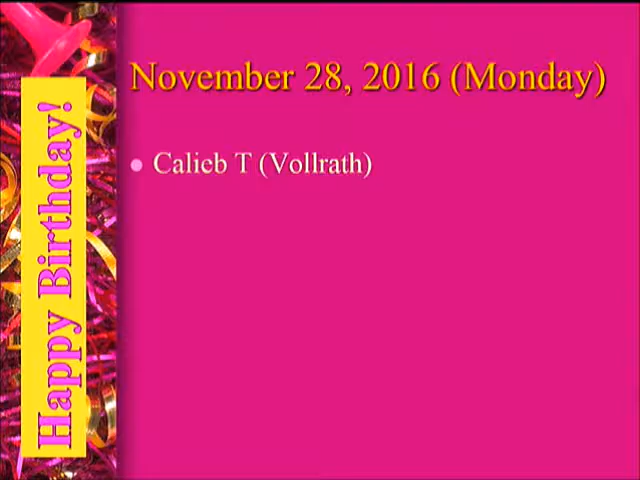 Happy Birthday!
November 28, 2016 (Monday)
Calieb T (Vollrath)